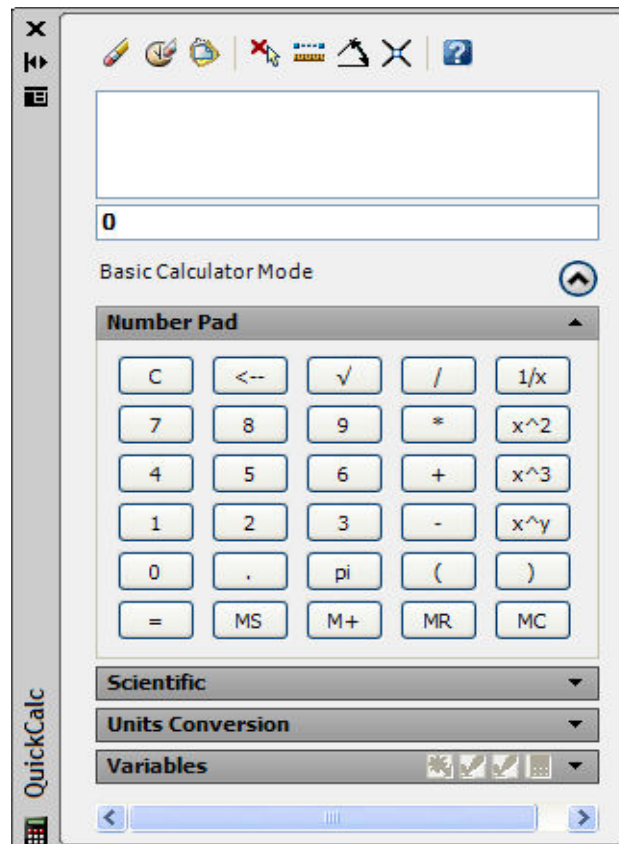 0
Basic Calculator Mode
Number Pad
C <-- √ / 1/x
7 8 9 * x^2
4 5 6 + x^3
1 2 3 - x^y
0 . pi ( )
= MS M+ MR MC
Scientific
Units Conversion
Variables
QuickCalc